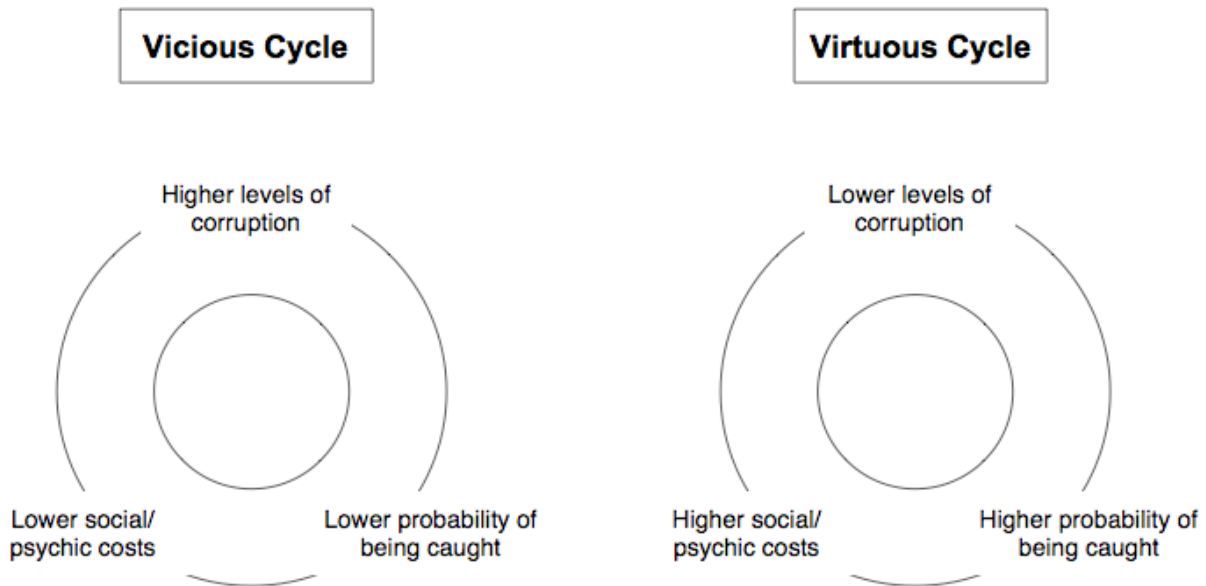 Vicious Cycle
Higher levels of
corruption
Lower social/
psychic costs
Lower probability of
being caught
Virtuous Cycle
Lower levels of
corruption
Higher social/
psychic costs
Higher probability of
being caught